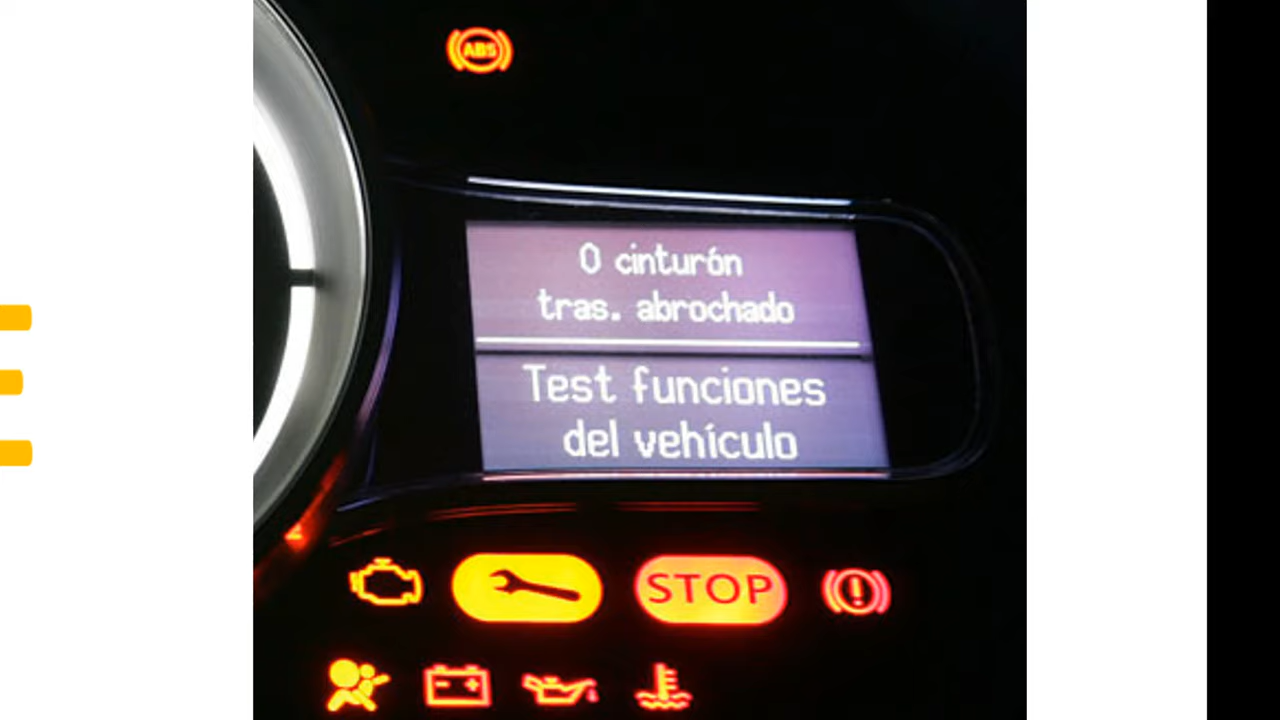 ABS
0 cinturón
tras. abrochado
Test funciones
del vehículo
STOP